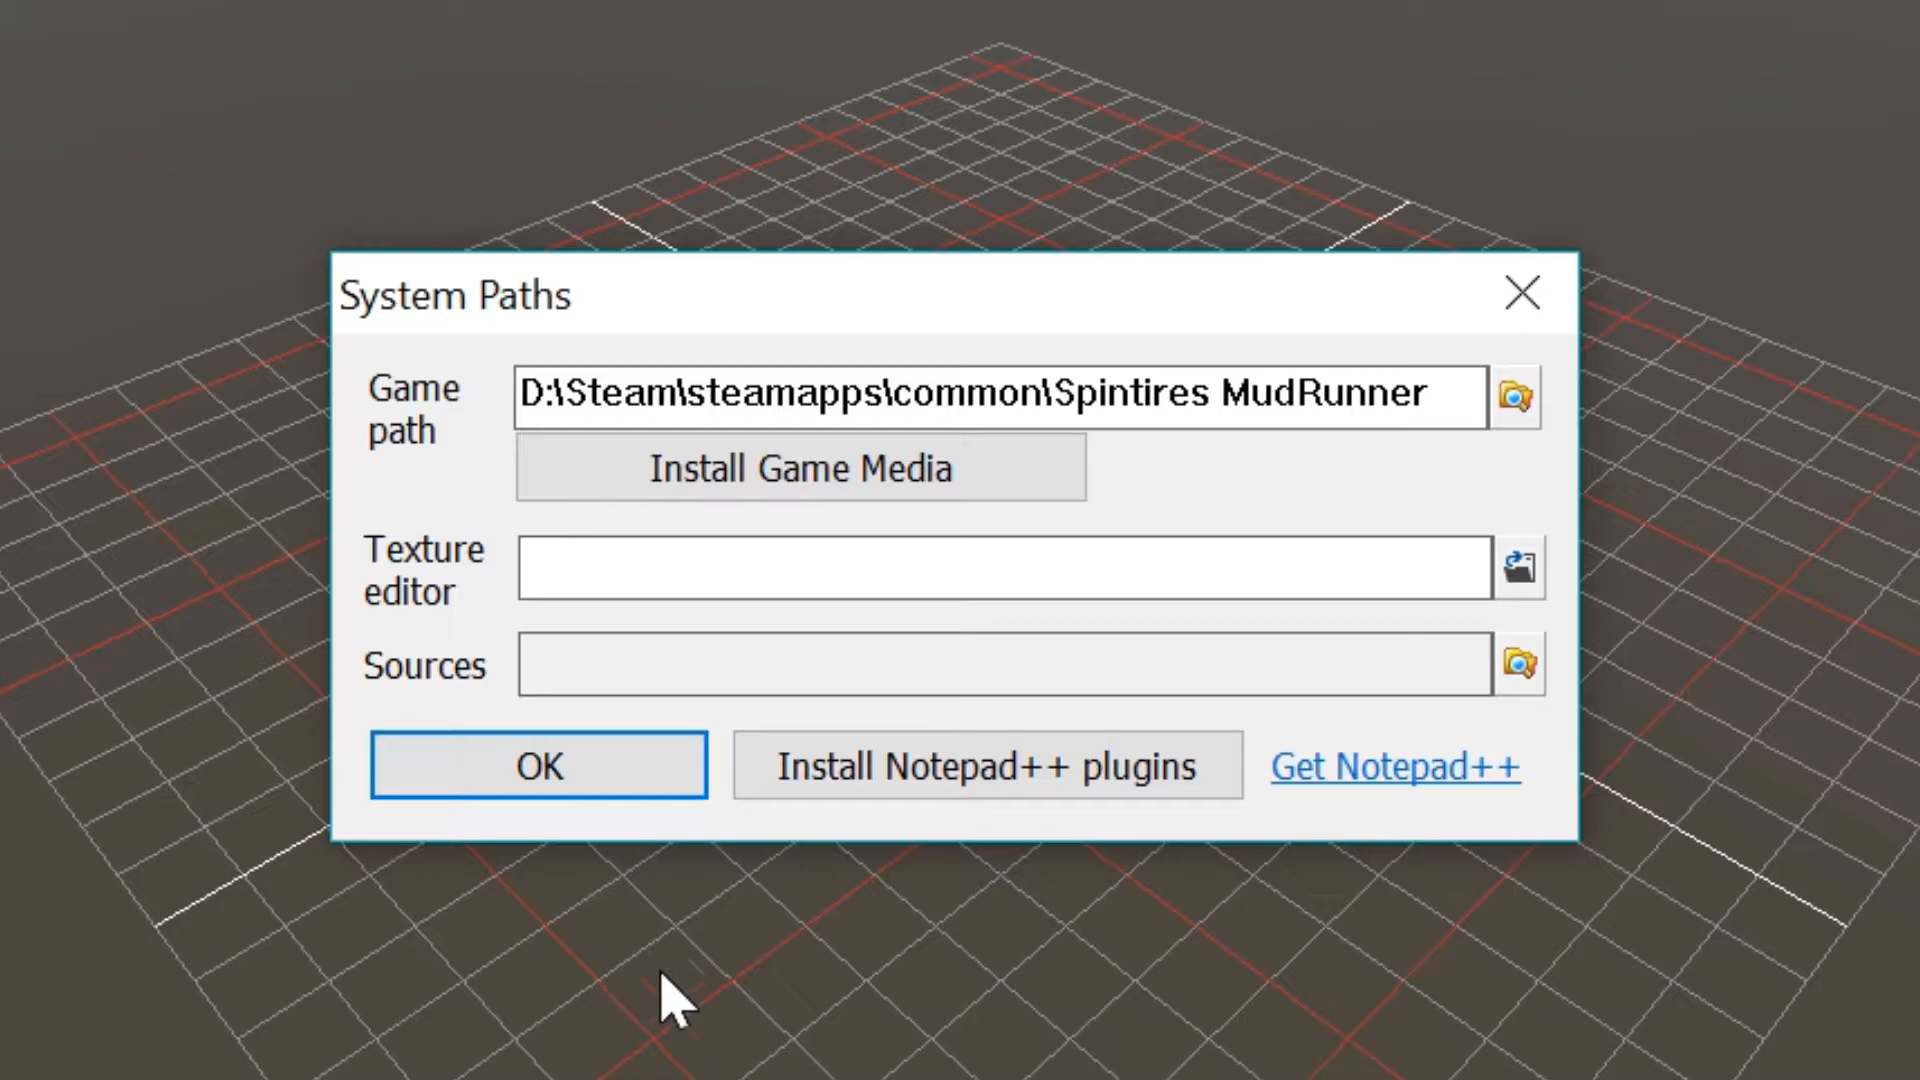 System Paths
Game
path
D:\Steam\steamapps\common\Spintires MudRunner
Install Game Media
Texture
editor
Sources
OK
Install Notepad++ plugins
Get Notepad++